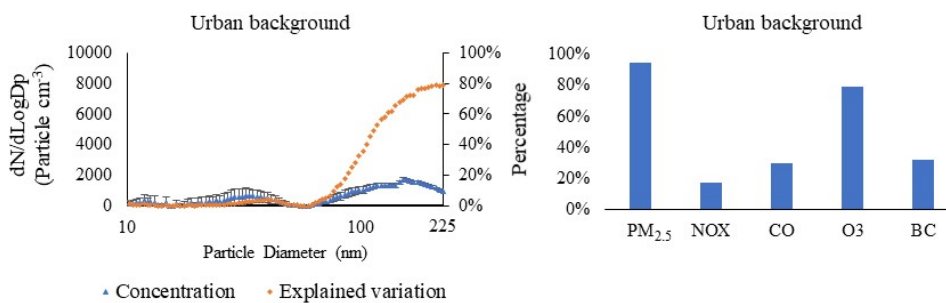 Urban background
10000
8000
6000
4000
2000
0
dN/dLogDp
(Particle cm-3)
100%
80%
60%
40%
20%
0%
10
100
225
Particle Diameter (nm)
Concentration
Explained variation
Urban background
Percentage
100%
80%
60%
40%
20%
0%
PM2.5
NOX
CO
O3
BC